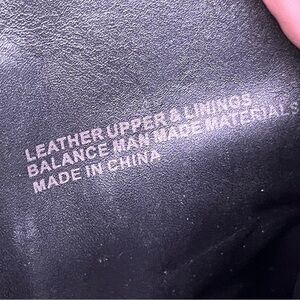 LEATHER UPPER & LININGS
BALANCE MAN MADE MATERIALS
MADE IN CHINA